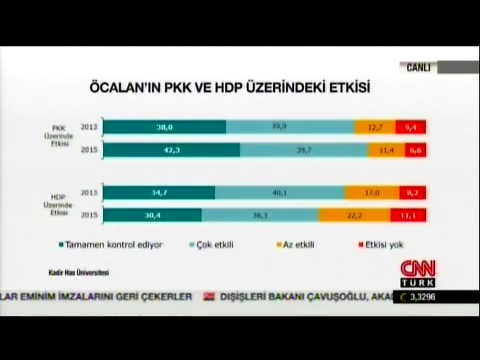 CANLI
ÖCALAN'IN PKK VE HDP ÜZERİNDEKİ ETKİSİ
PKK Üzerinde Etkisi
2013 38,0 39,9 12,7 9,4
2015 42,3 39,7 11,4 6,6
HDP Üzerinde Etkisi
2013 34,7 40,1 17,0 8,2
2015 30,4 36,3 22,2 11,1
Tamamen kontrol ediyor Çok etkili Az etkili Etkisi yok
Kadir Has Üniversitesi
CNN
TÜRK
LAR EMİNİM İMZALARINI GERİ ÇEKERLER DIŞİŞLERİ BAKANI ÇAVUŞOĞLU, AKA
€ 3,3296